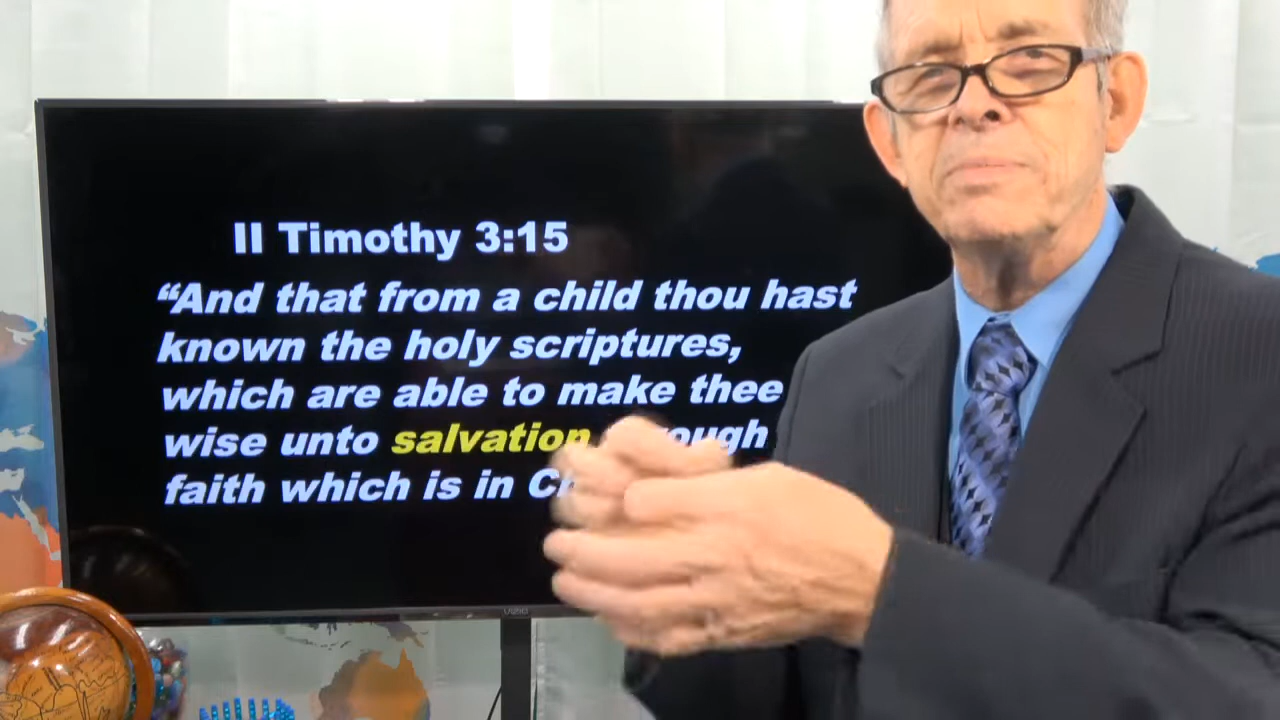 II Timothy 3:15
“And that from a child thou hast
known the holy scriptures,
which are able to make thee
wise unto salvation
faith which is in
VIZIO